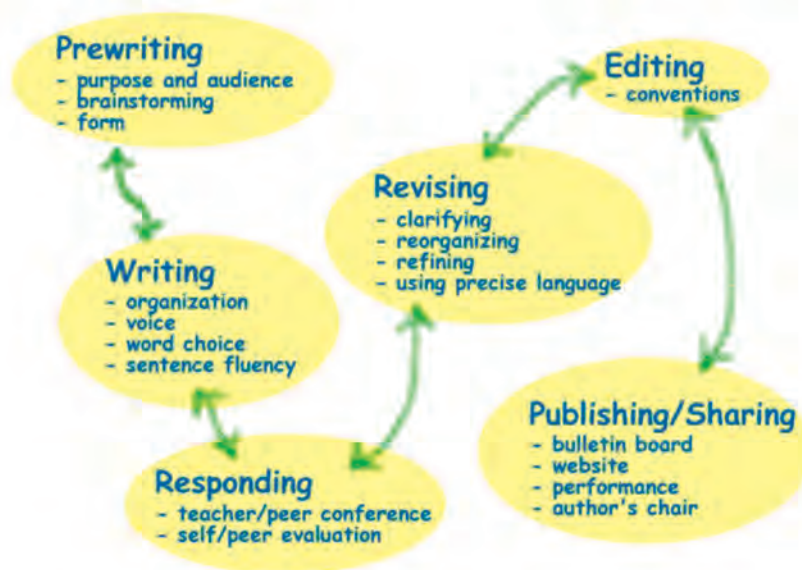 Prewriting
- purpose and audience
- brainstorming
- form
Writing
- organization
- voice
- word choice
- sentence fluency
Responding
- teacher/peer conference
- self/peer evaluation
Revising
- clarifying
- reorganizing
- refining
- using precise language
Editing
- conventions
Publishing/Sharing
- bulletin board
- website
- performance
- author's chair